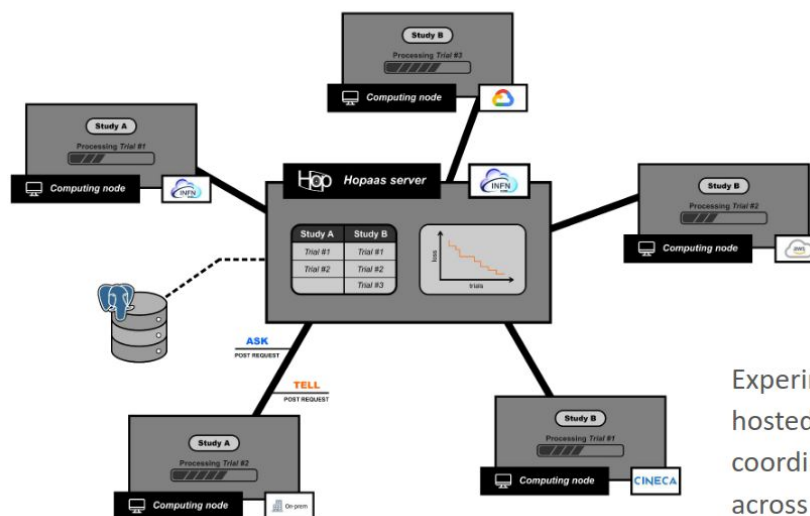 Study B
Processing Trial #3
Computing node
Study A
Processing Trial #1
Computing node
INFN
Hop
Hopaas server
INFN
Study A Study B
Trial #1 Trial #1
Trial #2 Trial #2
Trial #3
loss
trials
Study B
Processing Trial #2
Computing node
aws
ASK
POST REQUEST
TELL
POST REQUEST
Study A
Processing Trial #2
Computing node
On-prem
Study B
Processing Trial #1
Computing node
CINECA
Experi
hosted
coordi
across